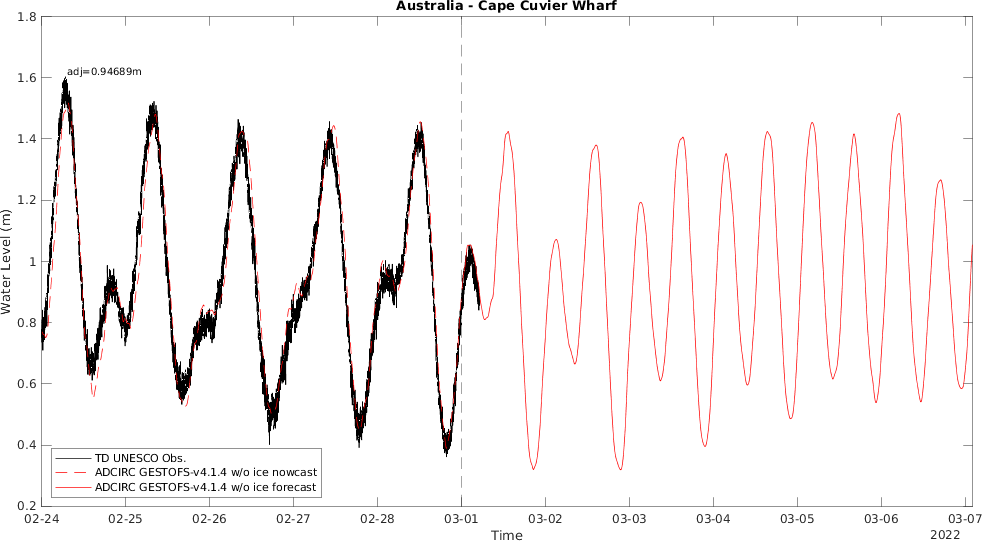 Australia - Cape Cuvier Wharf
1.8
1.6
1.4
1.2
1
0.8
0.6
0.4
0.2
Water Level (m)
adj=0.94689m
TD UNESCO Obs.
ADCIRC GESTOFS-v4.1.4 w/o ice nowcast
ADCIRC GESTOFS-v4.1.4 w/o ice forecast
02-24 02-25 02-26 02-27 02-28 03-01 03-02 03-03 03-04 03-05 03-06 03-07
Time
2022